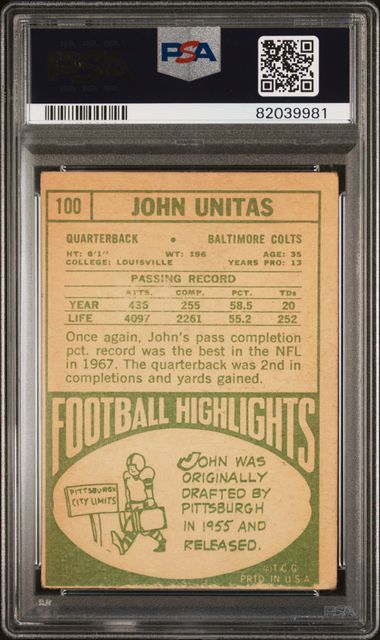 PSA
PSA
82039981
100 JOHN UNITAS
QUARTERBACK • BALTIMORE COLTS
HT: 6'1" WT: 196 AGE: 35
COLLEGE: LOUISVILLE YEARS PRO: 13
PASSING RECORD
ATTS. COMP. PCT. TDs
YEAR 435 255 58.5 20
LIFE 4097 2261 55.2 252
Once again, John's pass completion
pct. record was the best in the NFL
in 1967. The quarterback was 2nd in
completions and yards gained.
FOOTBALL HIGHLIGHTS
PITTSBURGH
CITY LIMITS
JOHN WAS
ORIGINALLY
DRAFTED BY
PITTSBURGH
IN 1955 AND
RELEASED.
T.C.G.
PRTD IN U.S.A.